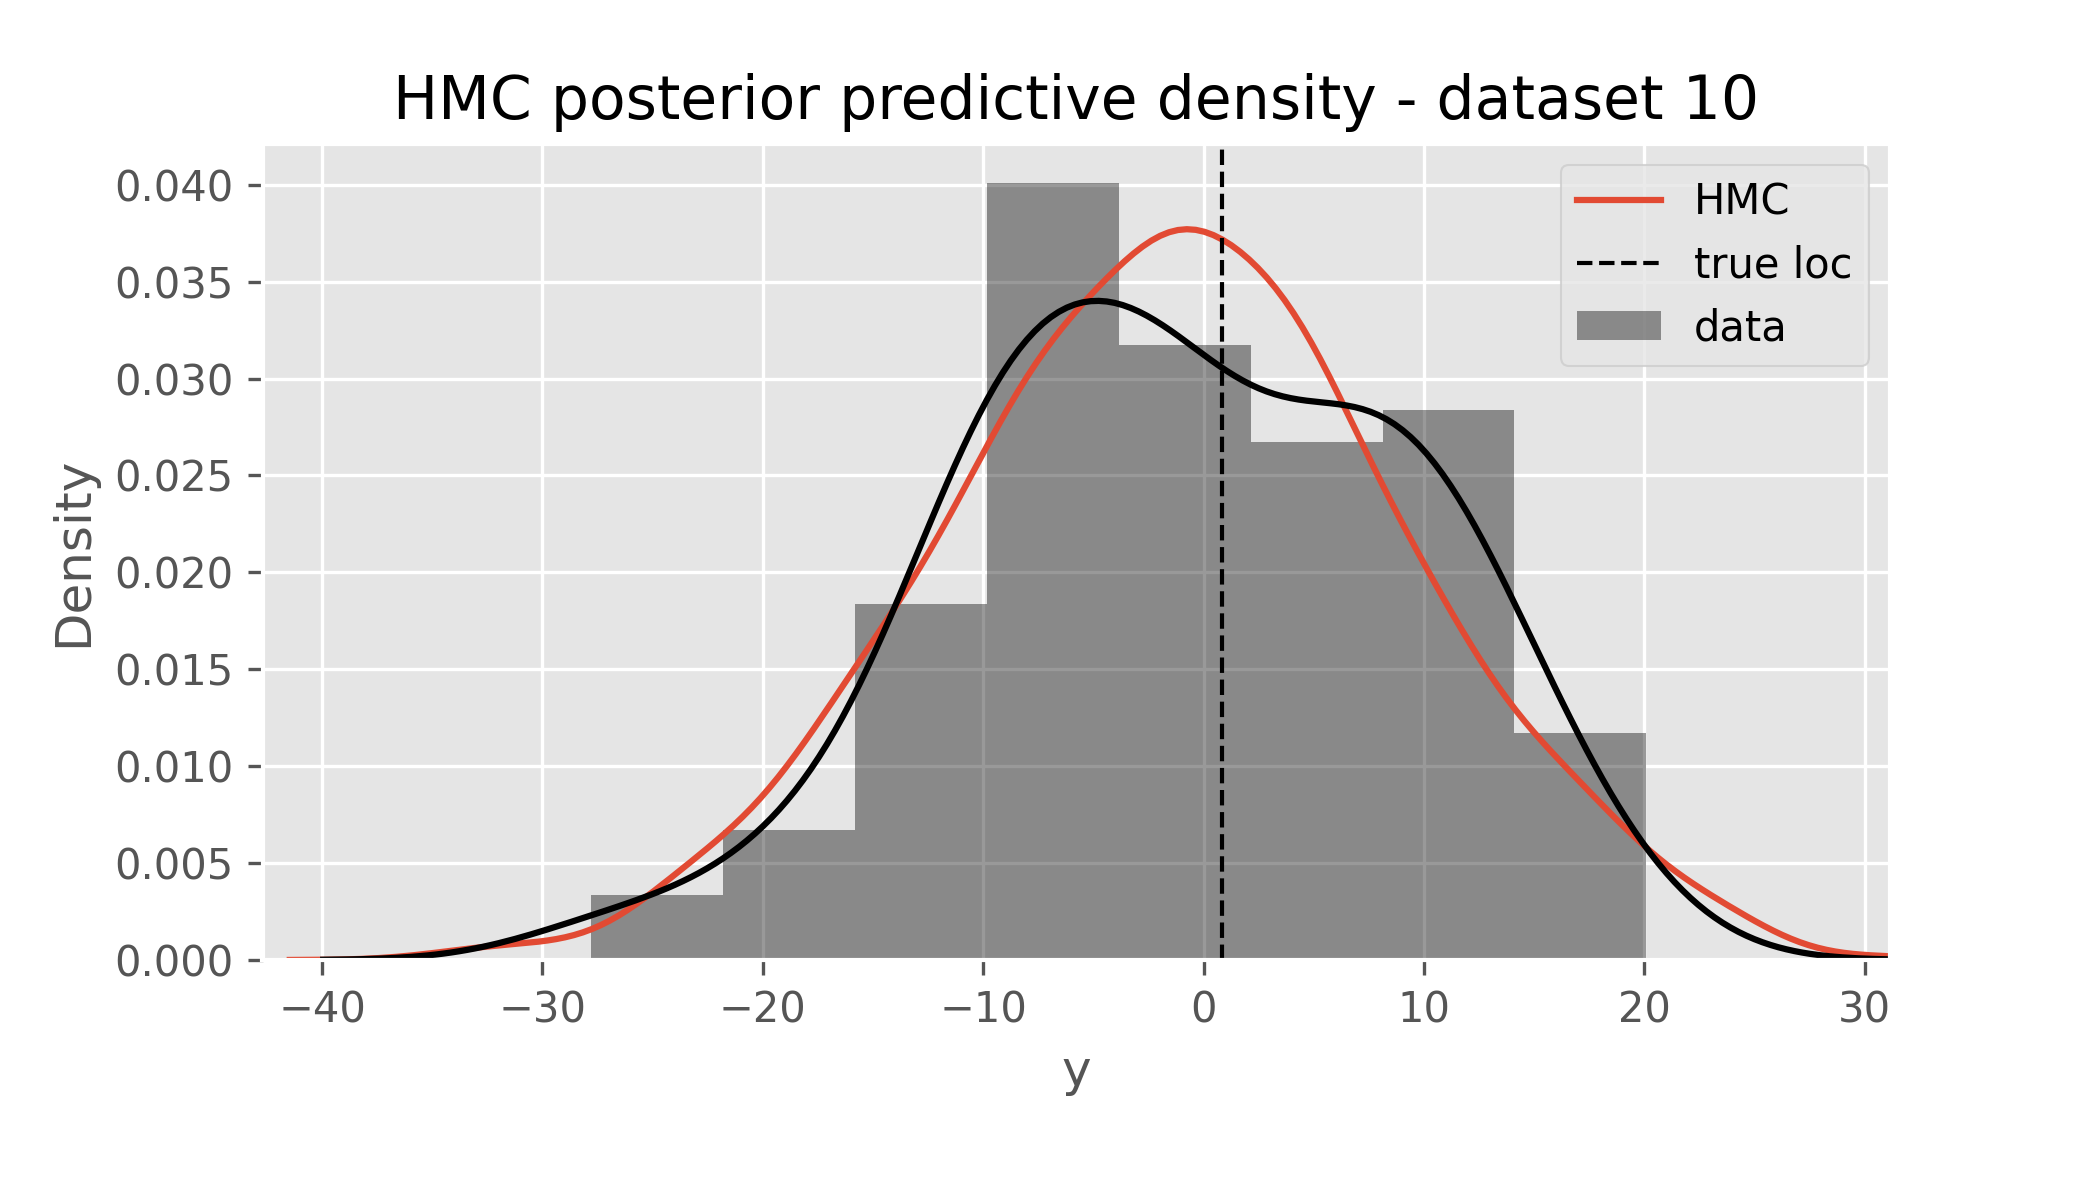 HMC posterior predictive density - dataset 10
HMC
true loc
data
Density
0.040
0.035
0.030
0.025
0.020
0.015
0.010
0.005
0.000
−40 −30 −20 −10 0 10 20 30
y